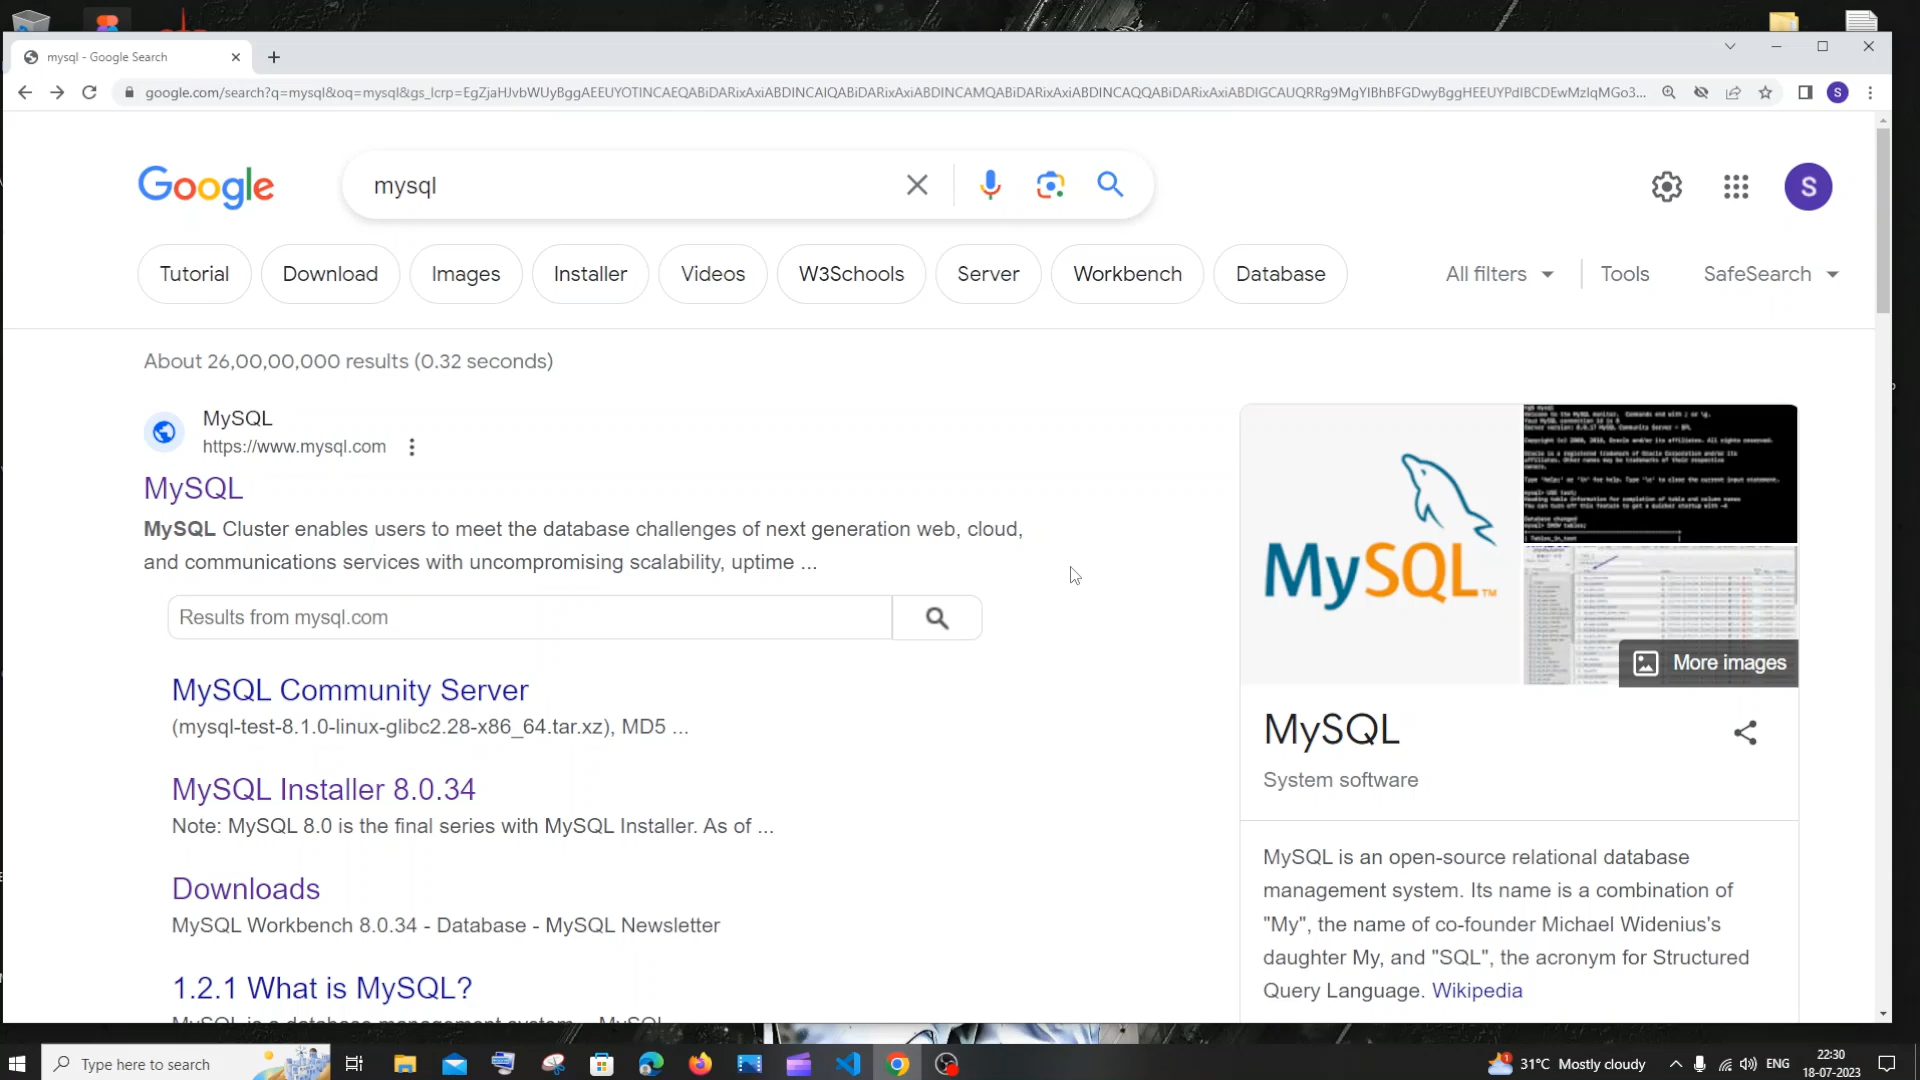 mysql - Google Search
google.com/search?q=mysql&oq=mysql&gs_lcrp=
Google
mysql
S
Tutorial
Download
Images
Installer
Videos
W3Schools
Server
Workbench
Database
All filters
Tools
SafeSearch
About 26,00,00,000 results (0.32 seconds)
MySQL
https://www.mysql.com
MySQL
MySQL Cluster enables users to meet the database challenges of next generation web, cloud,
and communications services with uncompromising scalability, uptime ...
Results from mysql.com
MySQL Community Server
(mysql-test-8.1.0-linux-glibc2.28-x86_64.tar.xz), MD5 ...
MySQL Installer 8.0.34
Note: MySQL 8.0 is the final series with MySQL Installer. As of ...
Downloads
MySQL Workbench 8.0.34 - Database - MySQL Newsletter
1.2.1 What is MySQL?
MySQL is a database management system. MySQL
MySQL™
More images
MySQL
System software
MySQL is an open-source relational database
management system. Its name is a combination of
"My", the name of co-founder Michael Widenius's
daughter My, and "SQL", the acronym for Structured
Query Language. Wikipedia
Type here to search
31°C Mostly cloudy
ENG
22:30
18-07-2023